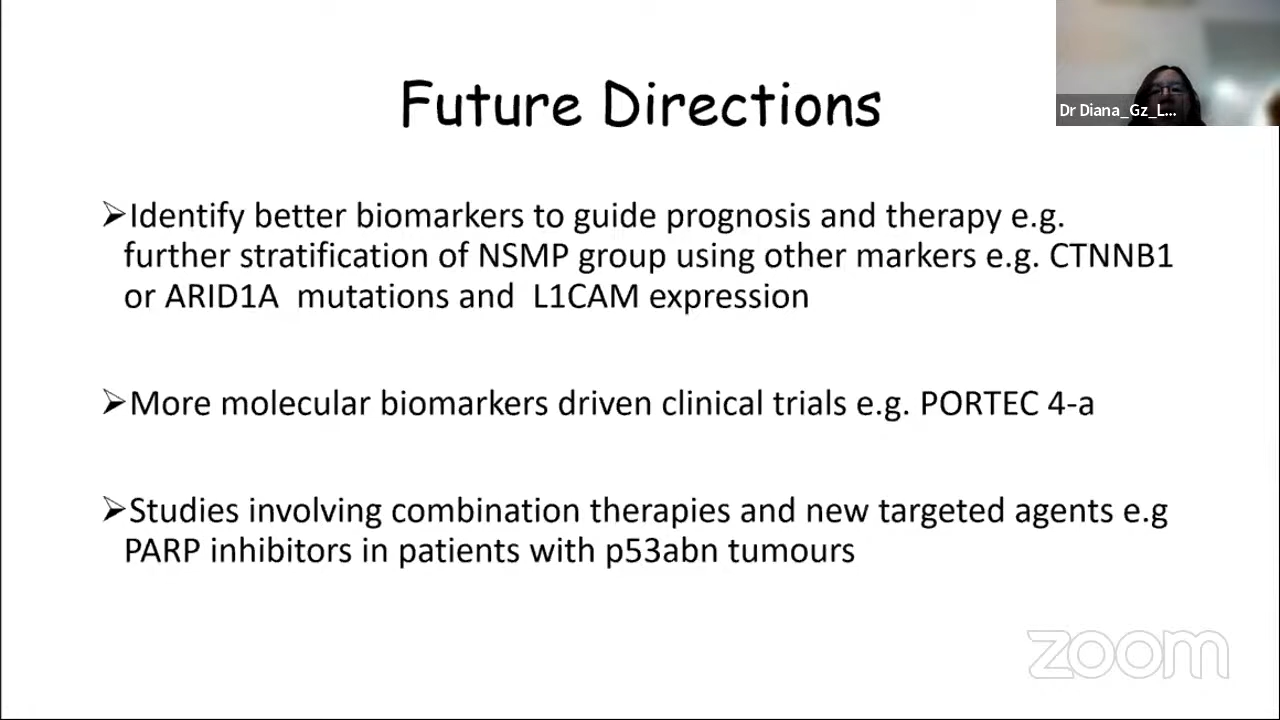 Future Directions
Dr Diana_Gz_L...
➢Identify better biomarkers to guide prognosis and therapy e.g.
further stratification of NSMP group using other markers e.g. CTNNB1
or ARID1A  mutations and  L1CAM expression
➢More molecular biomarkers driven clinical trials e.g. PORTEC 4-a
➢Studies involving combination therapies and new targeted agents e.g
PARP inhibitors in patients with p53abn tumours
zoom